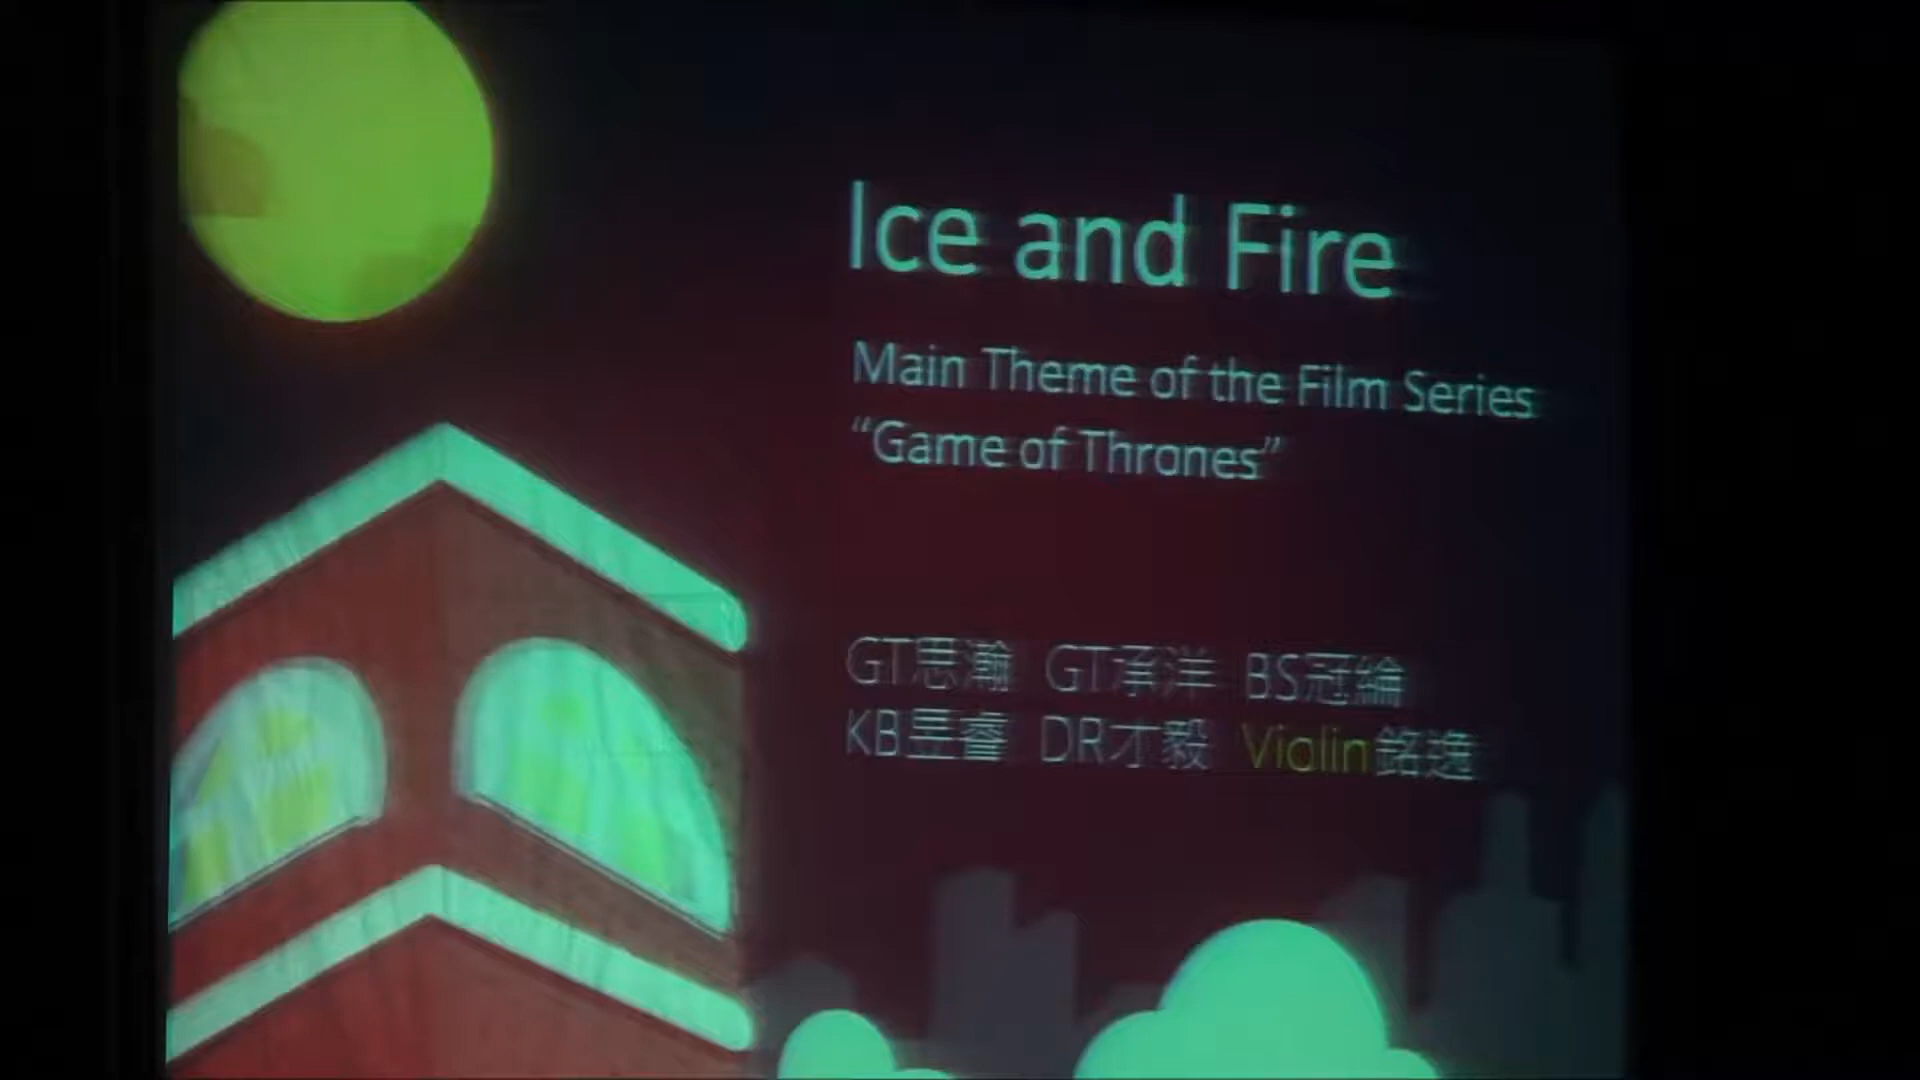 Ice and Fire
Main Theme of the Film Series
“Game of Thrones”
GT思瀚 GT承洋 BS冠綸
KB昱睿 DR才毅 Violin銘逸